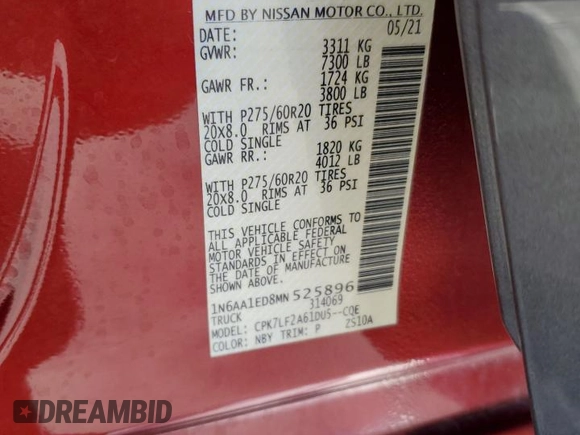 MFD BY NISSAN MOTOR CO., LTD.
DATE: 05/21
GVWR: 3311 KG
7300 LB
GAWR FR.: 1724 KG
3800 LB
WITH P275/60R20 TIRES
20X8.0 RIMS AT 36 PSI
COLD SINGLE
GAWR RR.: 1820 KG
4012 LB
WITH P275/60R20 TIRES
20X8.0 RIMS AT 36 PSI
COLD SINGLE
THIS VEHICLE CONFORMS TO
ALL APPLICABLE FEDERAL
MOTOR VEHICLE SAFETY
STANDARDS IN EFFECT ON
THE DATE OF MANUFACTURE
SHOWN ABOVE.
1N6AA1ED8MN525896
TRUCK 314069
MODEL: CPK7LF2A61DU5--CQE
COLOR: NBY TRIM: P ZS10A
DREAMBID